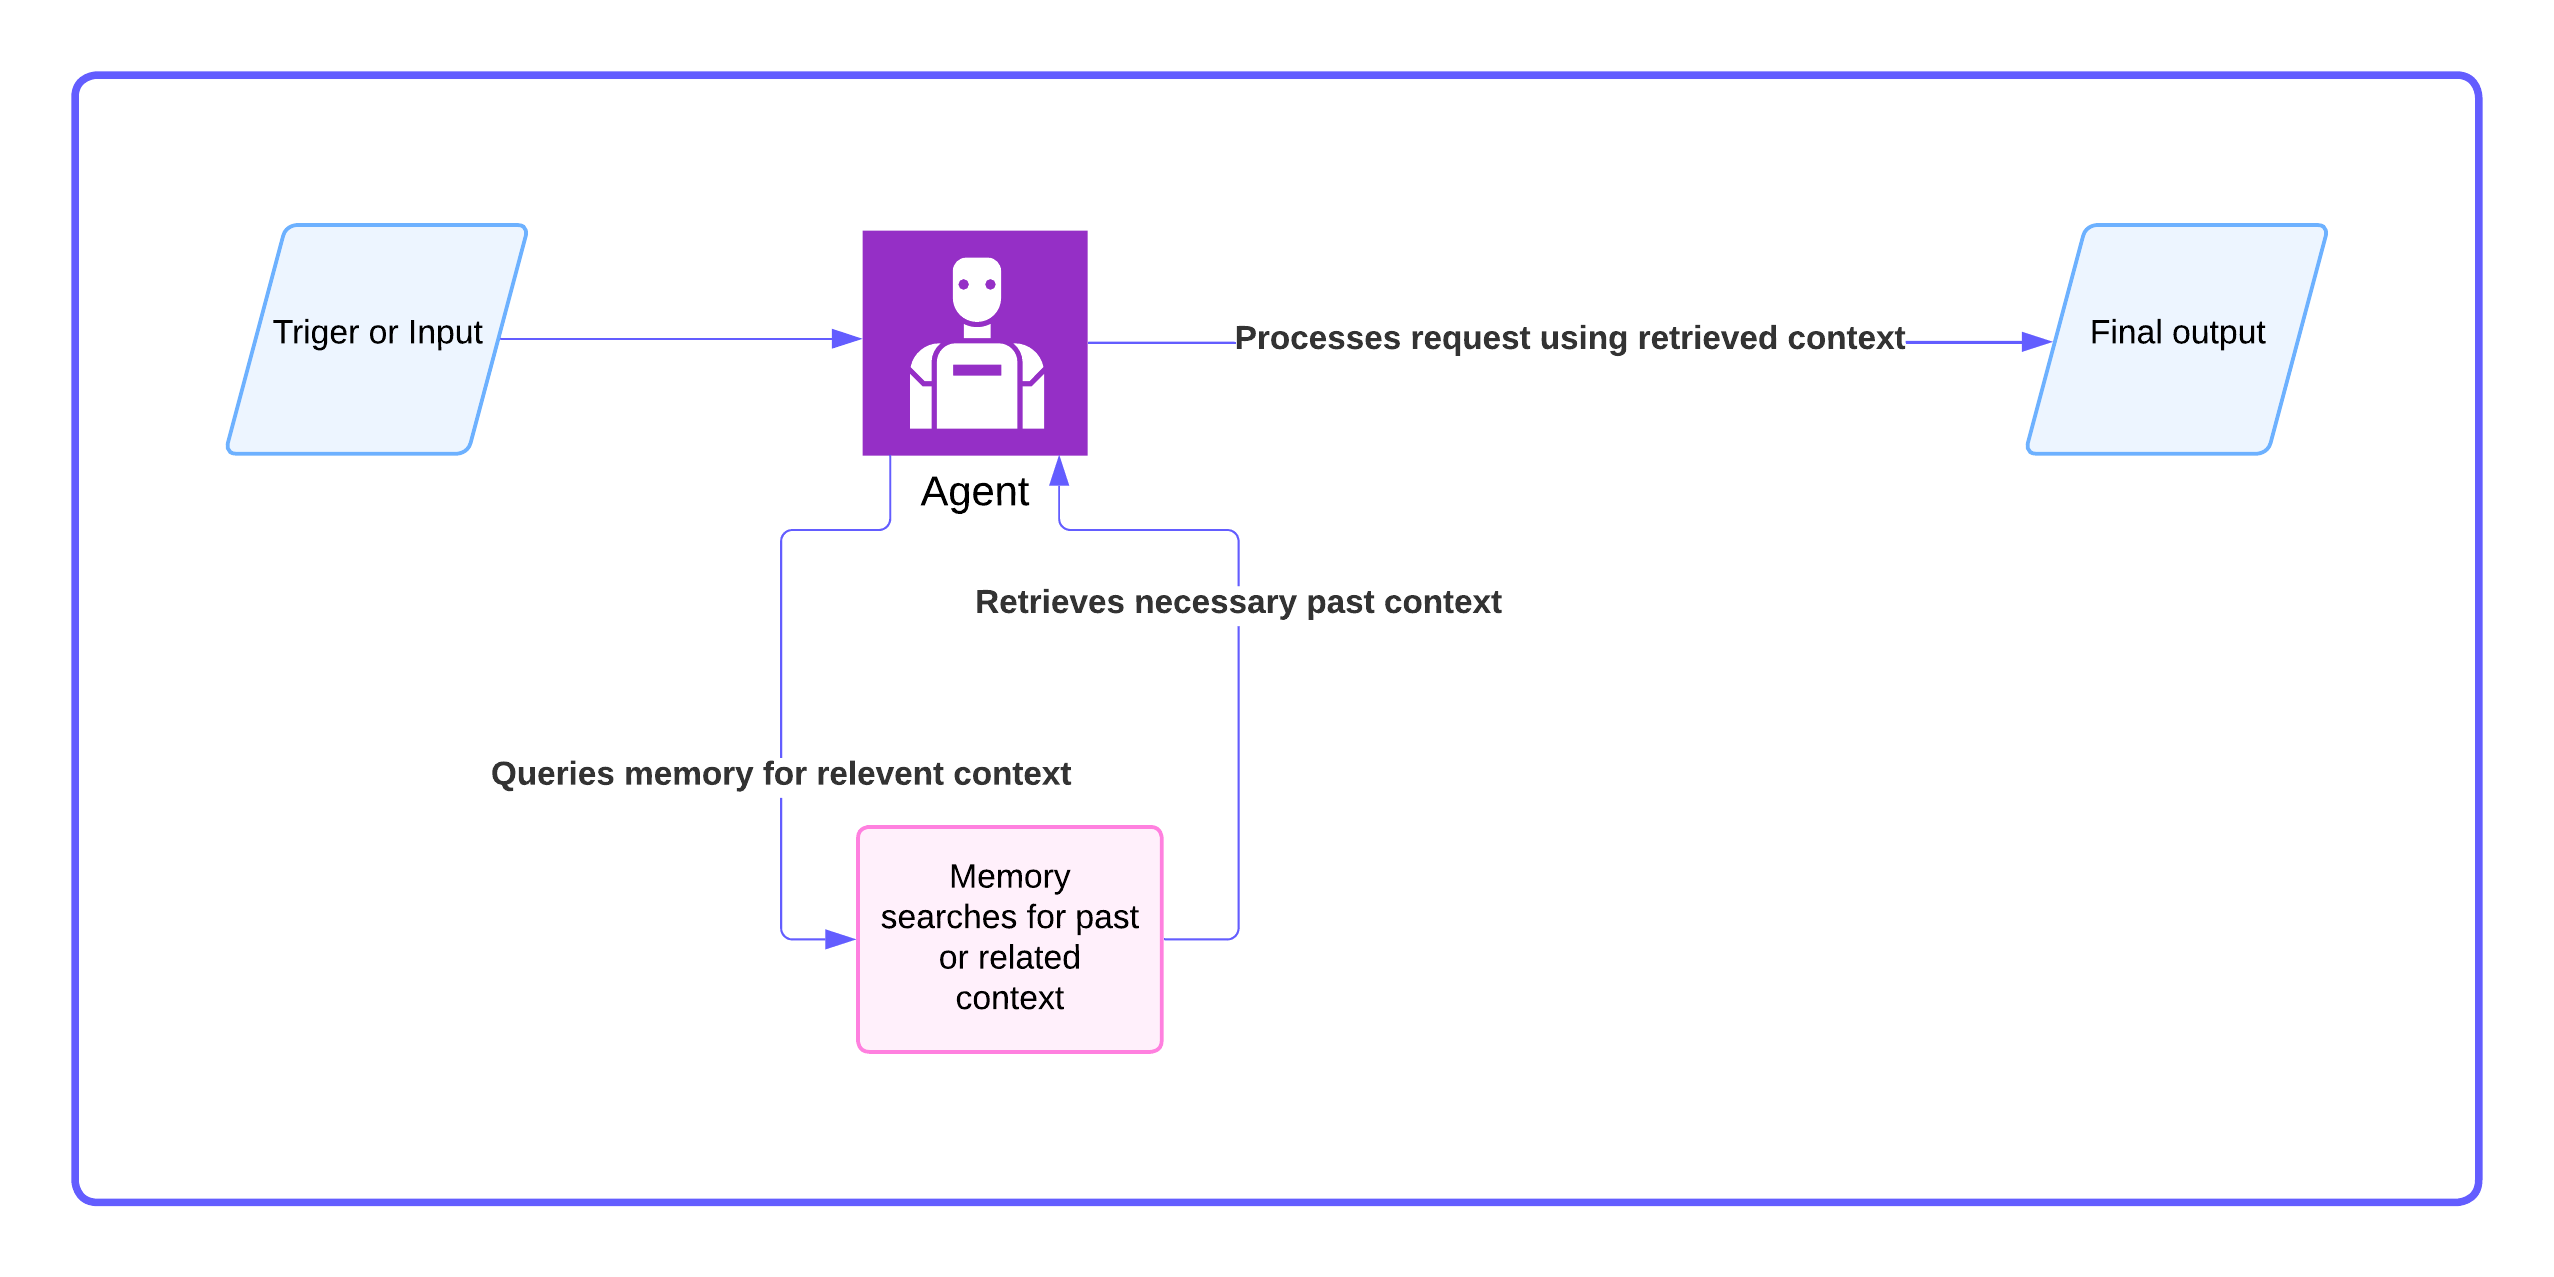 Triger or Input
Processes request using retrieved context
Final output
Agent
Retrieves necessary past context
Queries memory for relevent context
Memory
searches for past
or related
context